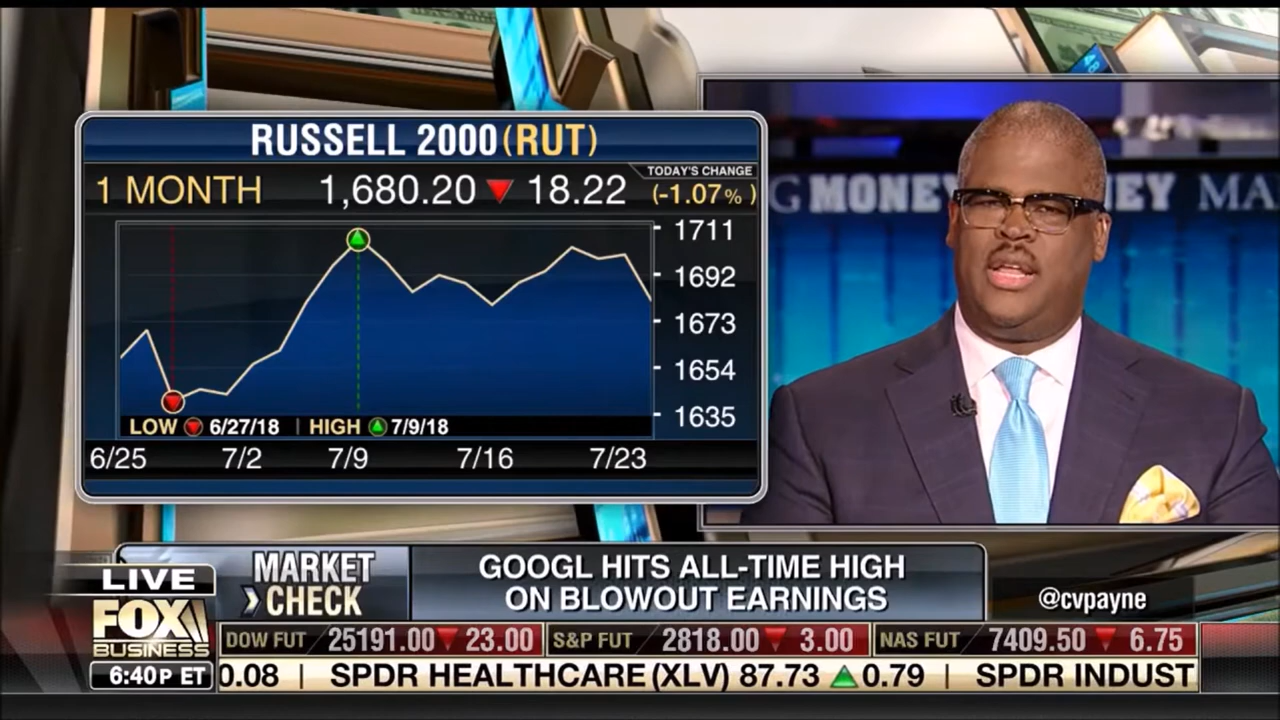 RUSSELL 2000 (RUT)
TODAY'S CHANGE
1 MONTH 1,680.20 ▼ 18.22 (-1.07%)
1711
1692
1673
1654
1635
LOW ▼ 6/27/18 | HIGH ▲ 7/9/18
6/25 7/2 7/9 7/16 7/23
G MONEY
NEY MA
MARKET
CHECK
GOOGL HITS ALL-TIME HIGH
ON BLOWOUT EARNINGS
@cvpayne
LIVE
FOX
BUSINESS
6:40P ET
DOW FUT 25191.00 ▼ 23.00 S&P FUT 2818.00 ▼ 3.00 NAS FUT 7409.50 ▼ 6.75
0.08 | SPDR HEALTHCARE (XLV) 87.73 ▲ 0.79 | SPDR INDUST